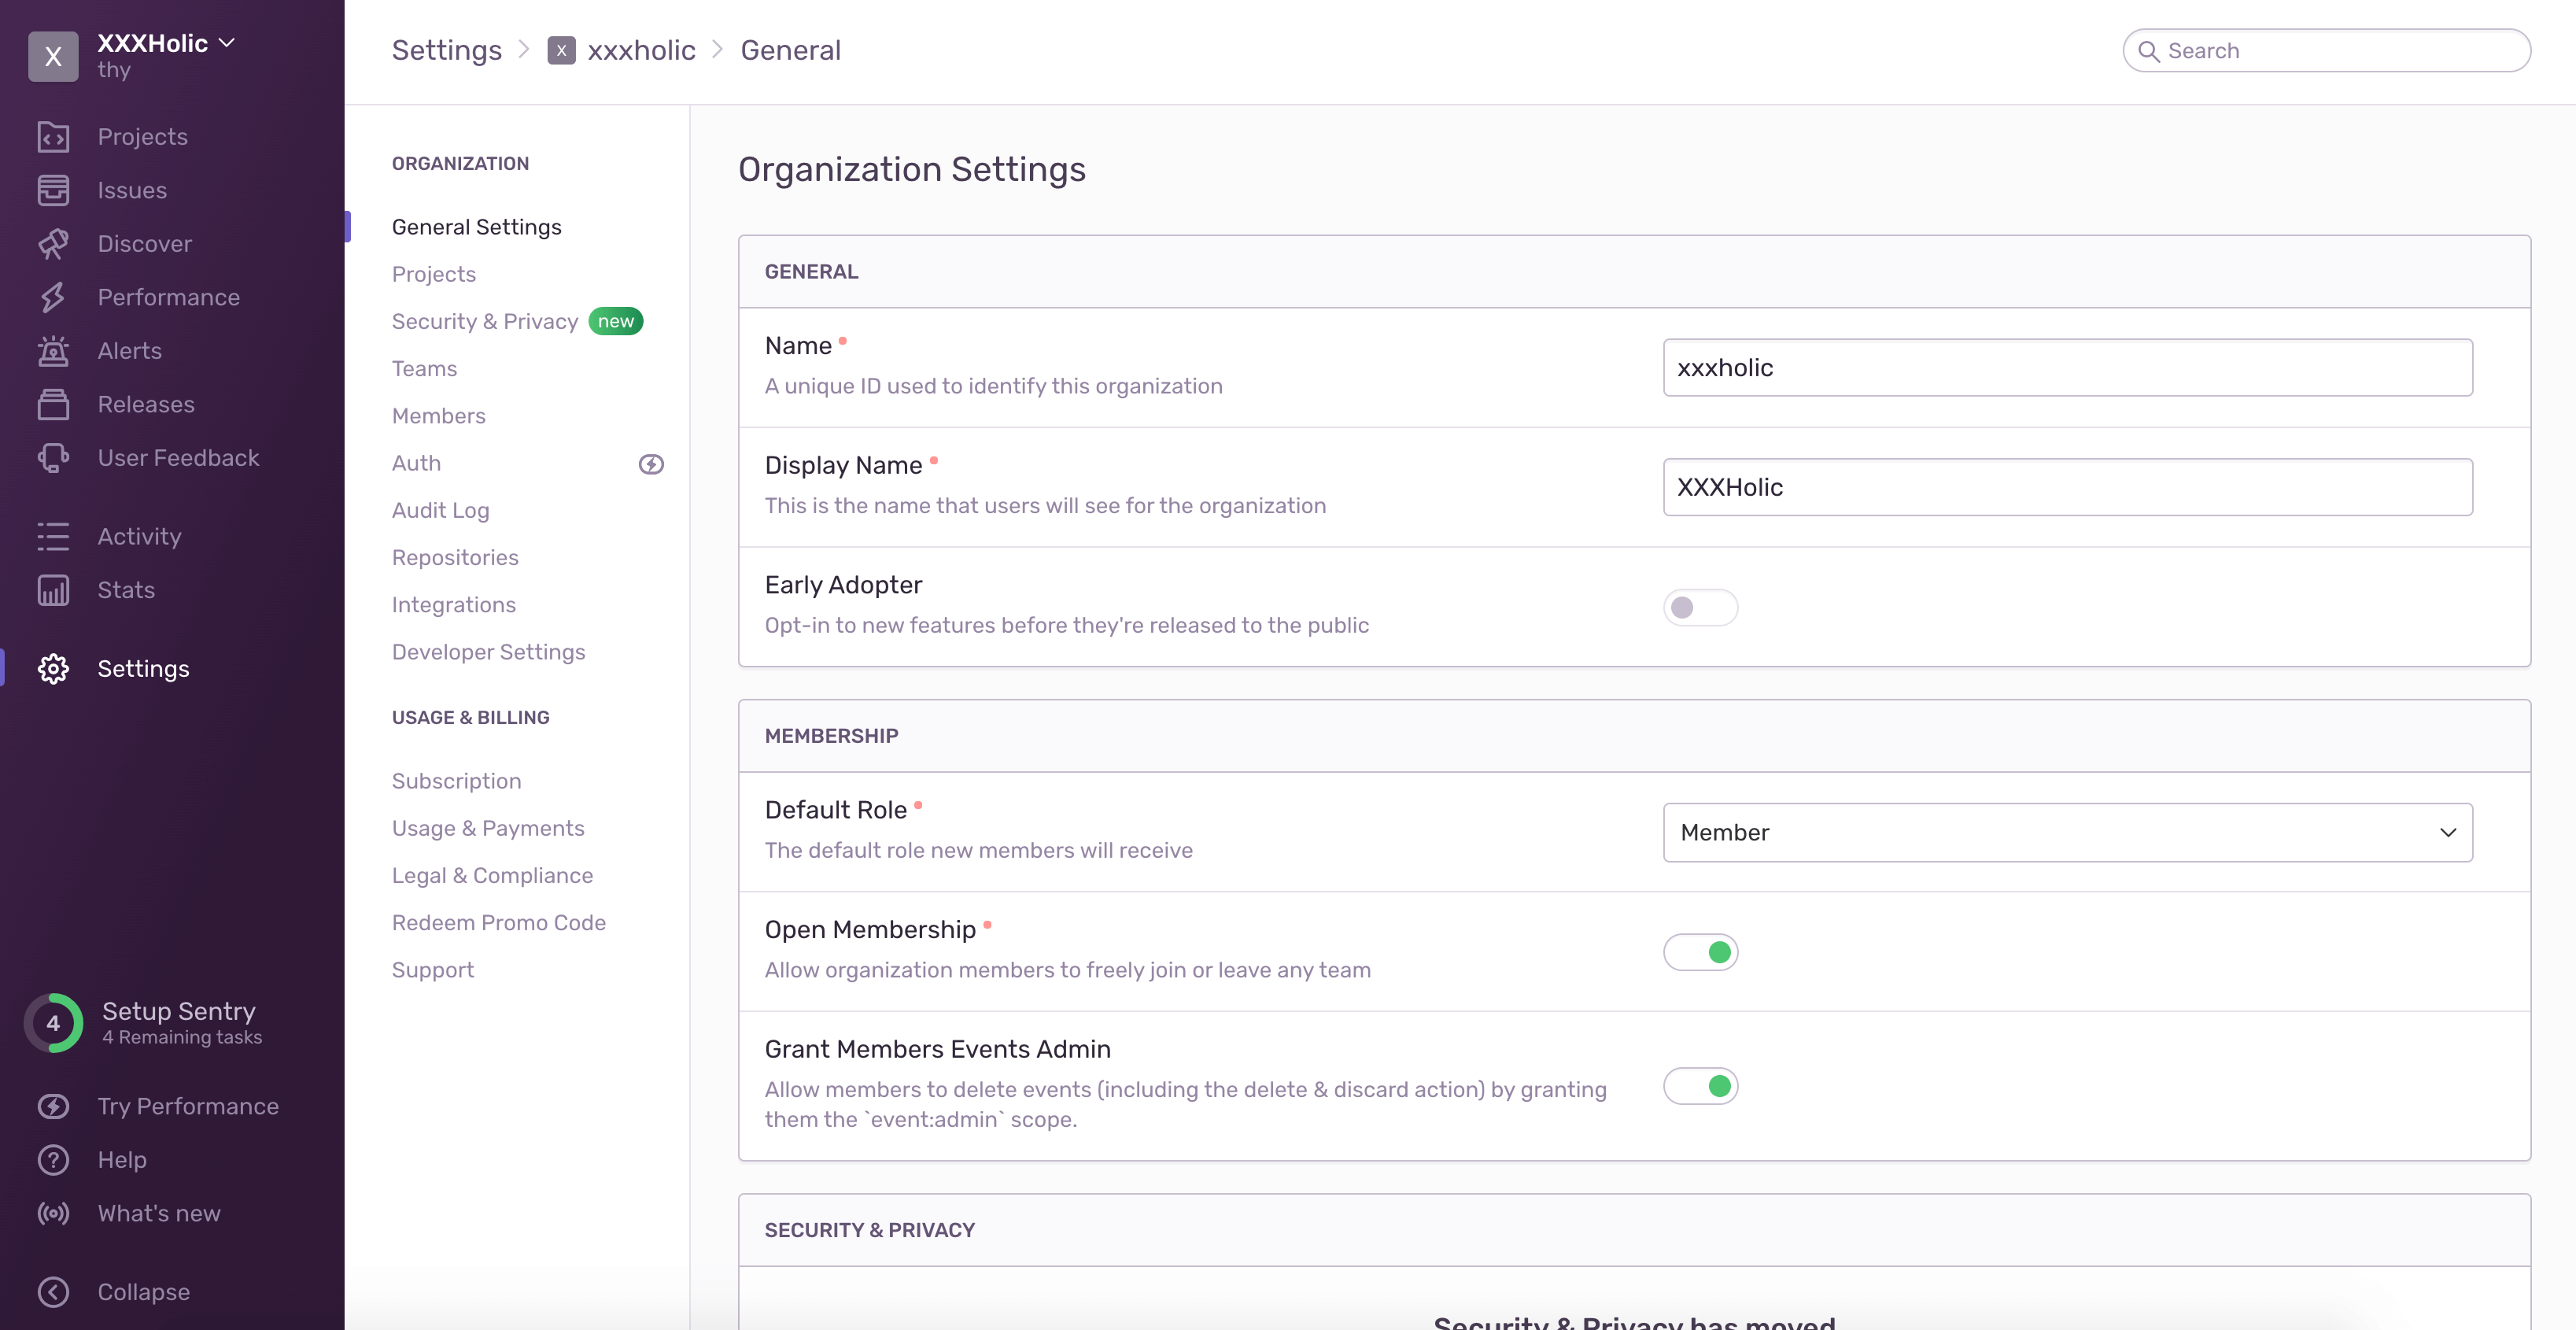 X
XXXHolic
thy
Projects
Issues
Discover
Performance
Alerts
Releases
User Feedback
Activity
Stats
Settings
4
Setup Sentry
4 Remaining tasks
Try Performance
Help
What's new
Collapse
Settings > X xxxholic > General
Search
ORGANIZATION
General Settings
Projects
Security & Privacy new
Teams
Members
Auth
Audit Log
Repositories
Integrations
Developer Settings
USAGE & BILLING
Subscription
Usage & Payments
Legal & Compliance
Redeem Promo Code
Support
Organization Settings
GENERAL
Name
A unique ID used to identify this organization
xxxholic
Display Name
This is the name that users will see for the organization
XXXHolic
Early Adopter
Opt-in to new features before they're released to the public
MEMBERSHIP
Default Role
The default role new members will receive
Member
Open Membership
Allow organization members to freely join or leave any team
Grant Members Events Admin
Allow members to delete events (including the delete & discard action) by granting
them the `event:admin` scope.
SECURITY & PRIVACY
Security & Privacy has moved